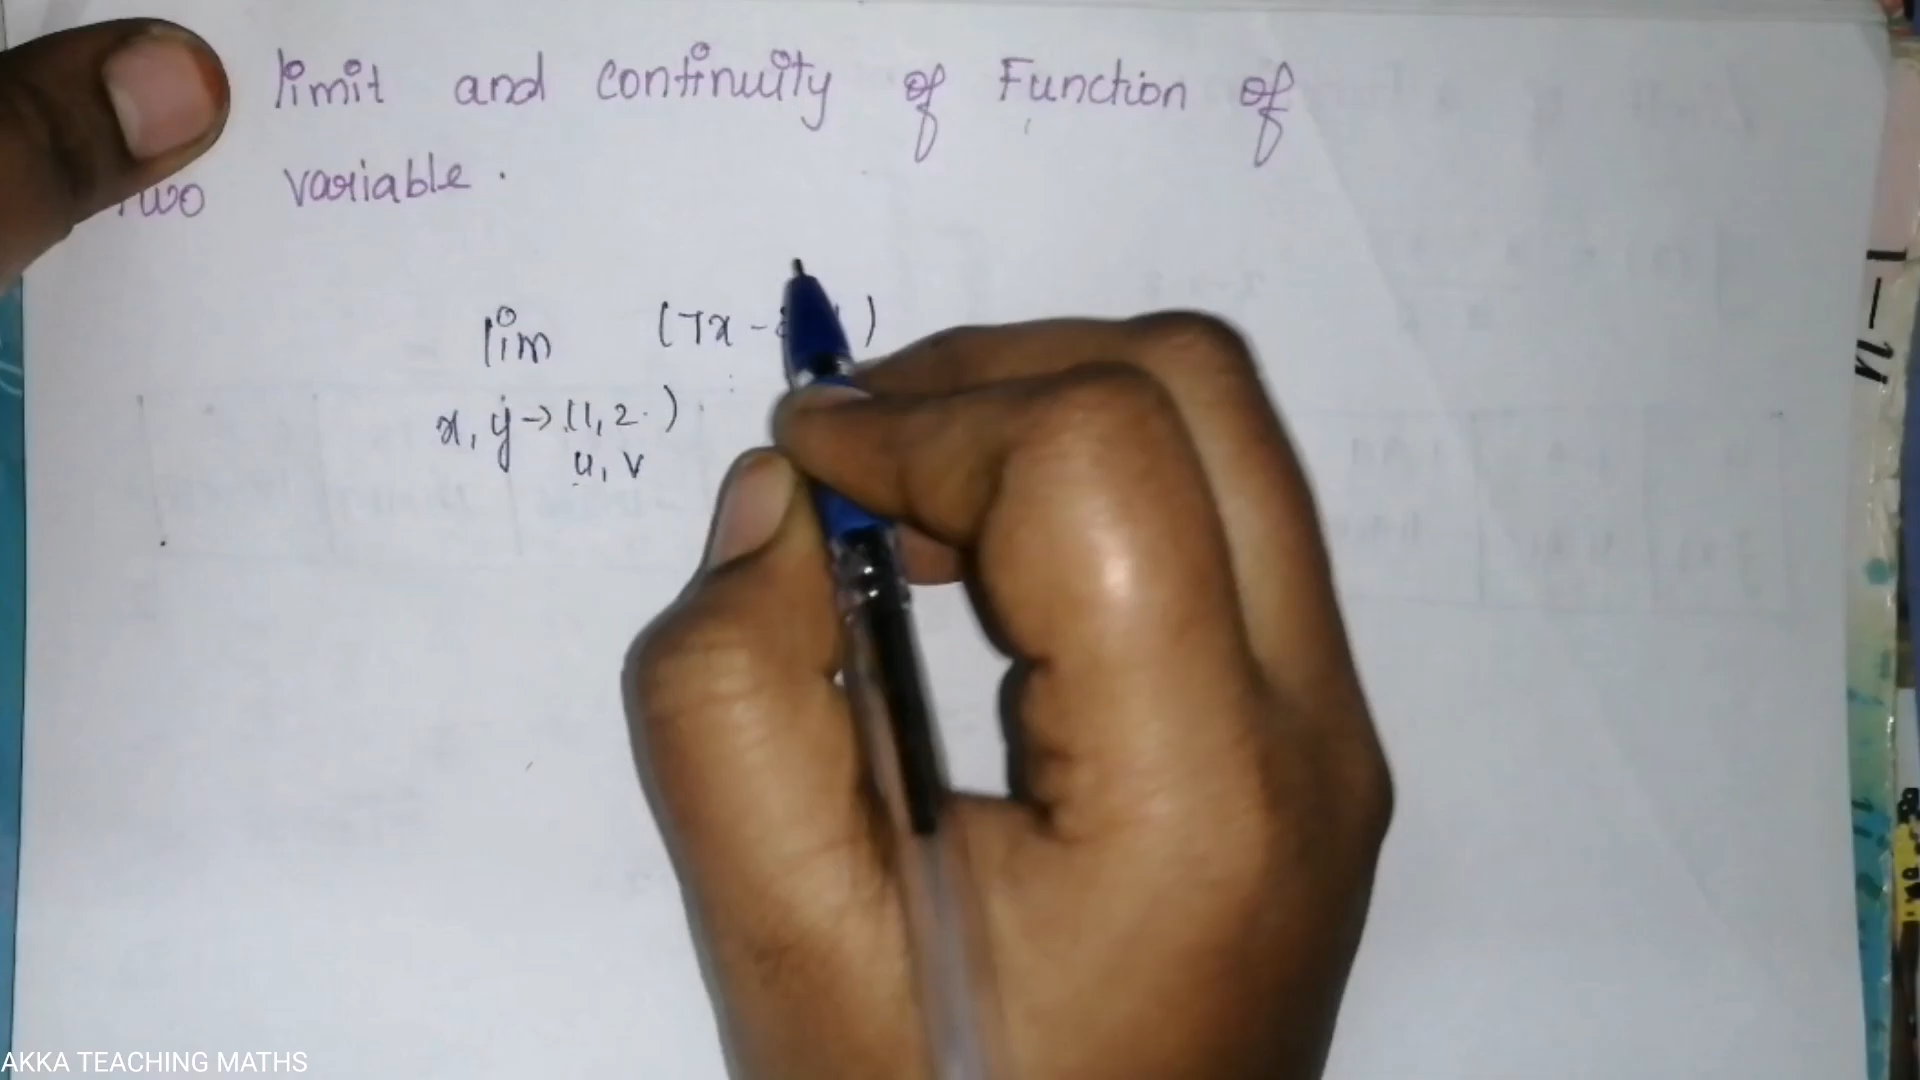 limit and continuity of Function of
Two variable.
lim (7x - )
x, y → (1, 2. )
u, v
AKKA TEACHING MATHS